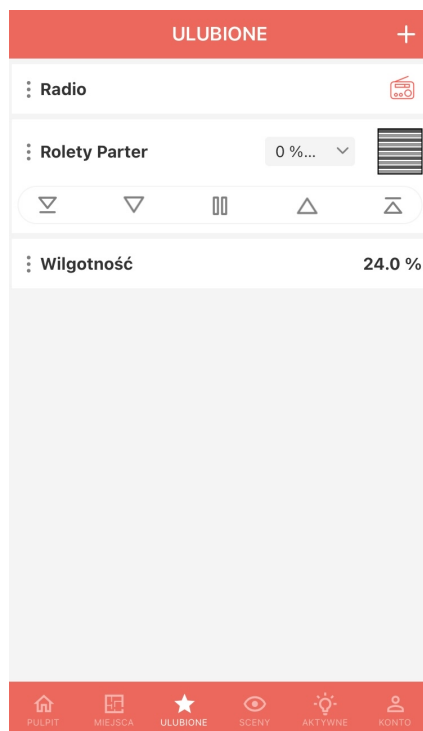 ULUBIONE
Radio
Rolety Parter 0 %...
Wilgotność 24.0 %
PULPIT MIEJSCA ULUBIONE SCENY AKTYWNE KONTO